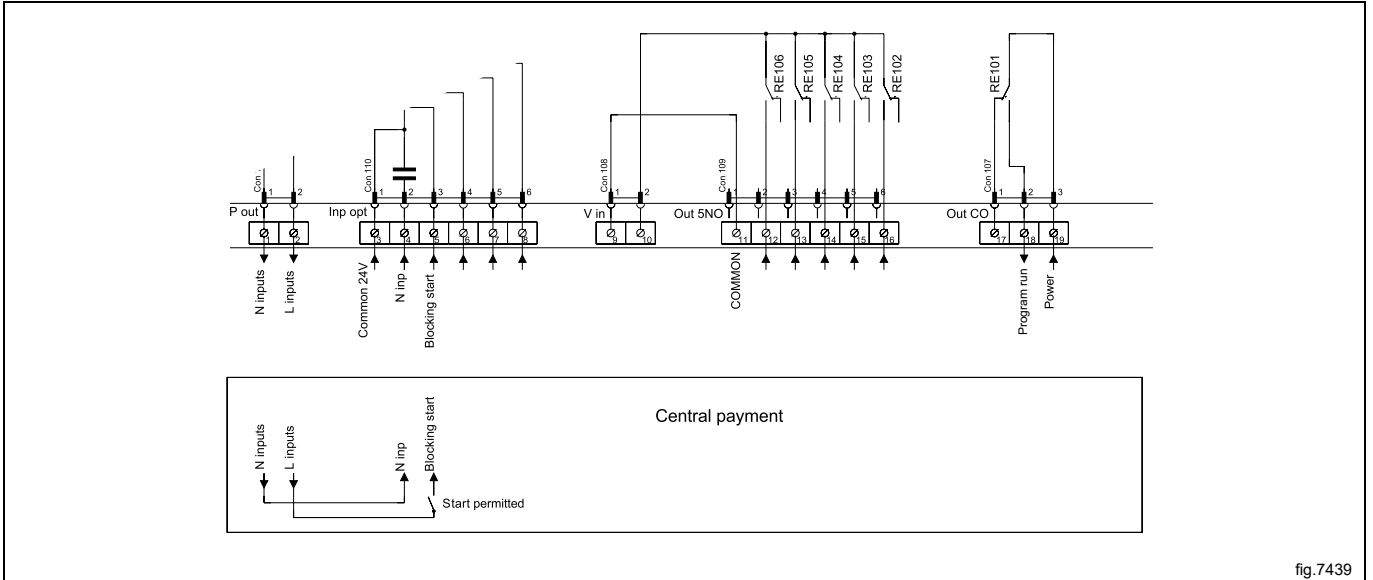 RE106
RE105
RE104
RE103
RE102
RE101
Con 110
Con 108
Con 109
Con 107
1 2
1 2 3 4 5 6
1 2
1 2 3 4 5 6
1 2 3
P out
Inp opt
V in
Out 5NO
Out CO
1 2
3 4 5 6 7 8
9 10
11 12 13 14 15 16
17 18 19
N inputs
L inputs
Common 24V
N inp
Blocking start
COMMON
Program run
Power
Central payment
N inputs
L inputs
N inp
Blocking start
Start permitted
fig.7439